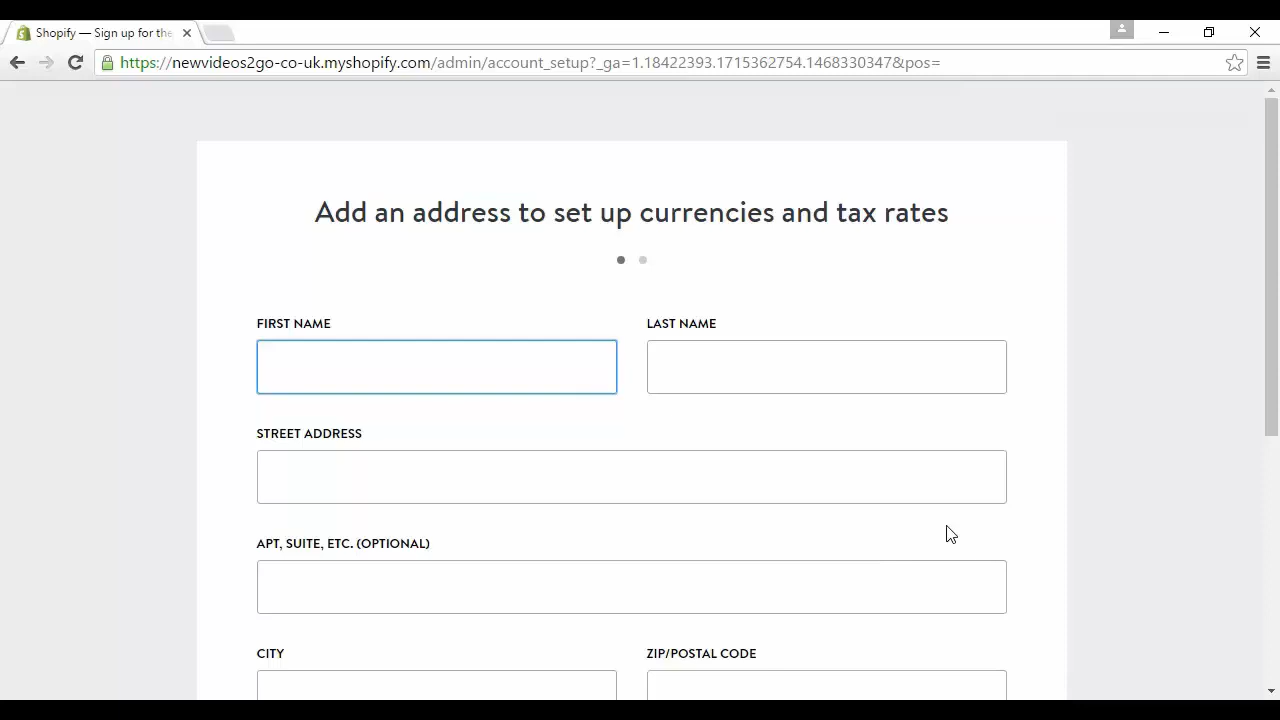 Shopify — Sign up for the
https://newvideos2go-co-uk.myshopify.com/admin/account_setup?_ga=1.18422393.1715362754.1468330347&pos=
Add an address to set up currencies and tax rates
FIRST NAME
LAST NAME
STREET ADDRESS
APT, SUITE, ETC. (OPTIONAL)
CITY
ZIP/POSTAL CODE